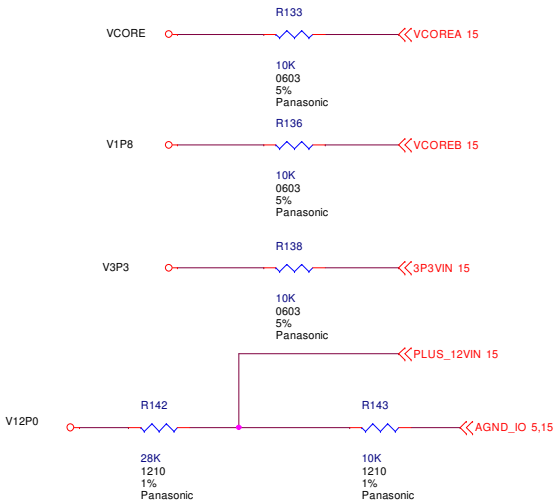 R133
VCORE
VCOREA 15
10K
0603
5%
Panasonic
R136
V1P8
VCOREB 15
10K
0603
5%
Panasonic
R138
V3P3
3P3VIN 15
10K
0603
5%
Panasonic
PLUS_12VIN 15
R142
R143
V12P0
AGND_IO 5,15
28K
1210
1%
Panasonic
10K
1210
1%
Panasonic